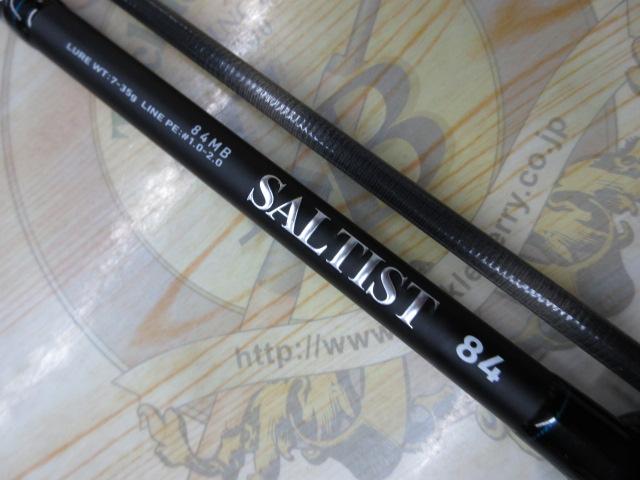 LURE WT:7-35g LINE PE:#1.0-2.0
84MB
SALTIST
84
http://www.
kleberry.co.jp